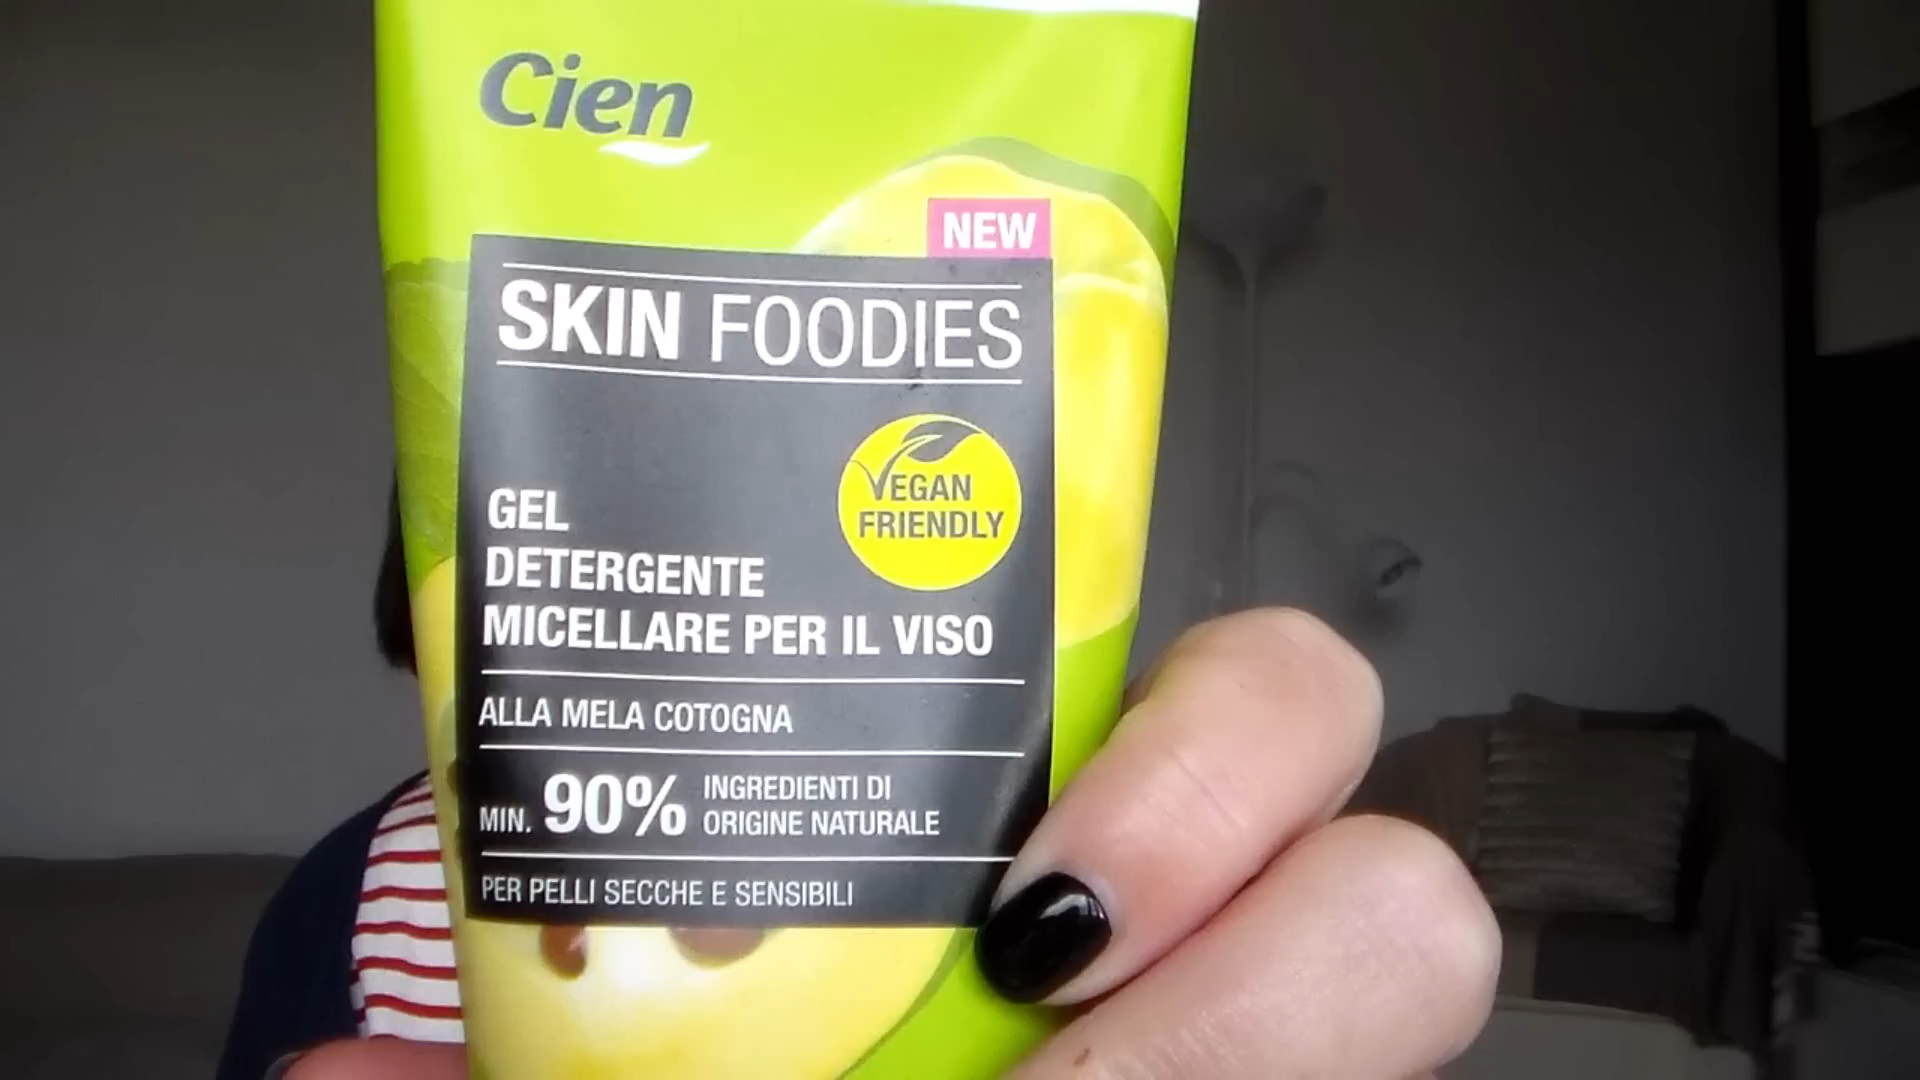 Cien
NEW
SKIN FOODIES
VEGAN
FRIENDLY
GEL
DETERGENTE
MICELLARE PER IL VISO
ALLA MELA COTOGNA
MIN. 90% INGREDIENTI DI
ORIGINE NATURALE
PER PELLI SECCHE E SENSIBILI